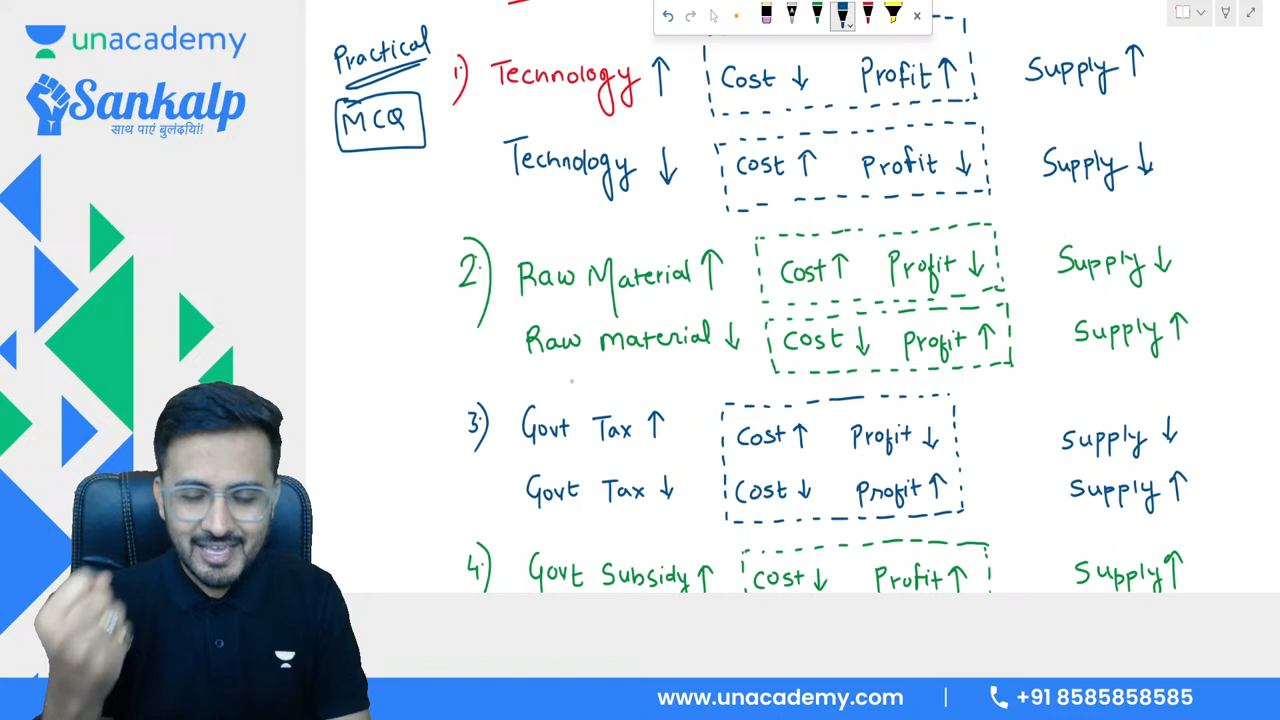 unacademy
Sankalp
साथ पाएं बुलंदियां!
Practical
MCQ
1) Technology ↑ Cost ↓ Profit ↑ Supply ↑
Technology ↓ Cost ↑ Profit ↓ Supply ↓
2) Raw Material ↑ Cost ↑ Profit ↓ Supply ↓
Raw material ↓ Cost ↓ Profit ↑ Supply ↑
3) Govt Tax ↑ Cost ↑ Profit ↓ Supply ↓
Govt Tax ↓ Cost ↓ Profit ↑ Supply ↑
4) Govt Subsidy ↑ Cost ↓ Profit ↑ Supply ↑
www.unacademy.com | +91 8585858585